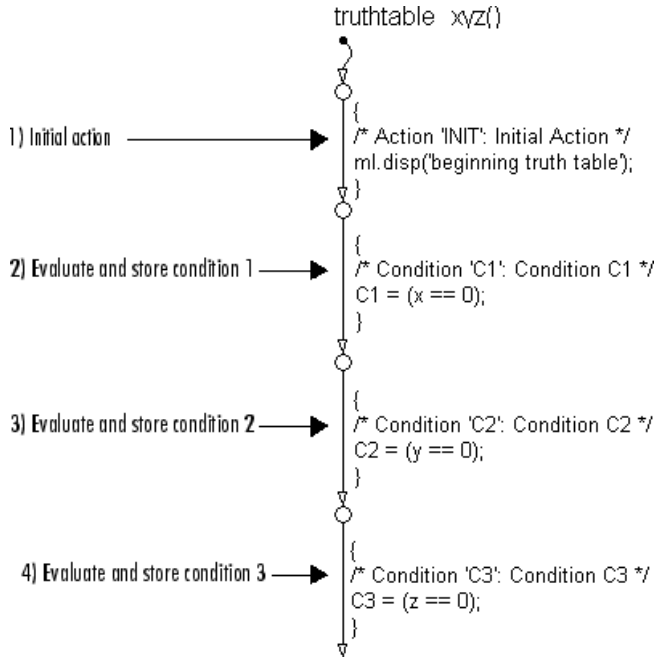 truthtable xyz()
{
1) Initial action
/* Action 'INIT': Initial Action */
ml.disp('beginning truth table');
}
{
2) Evaluate and store condition 1
/* Condition 'C1': Condition C1 */
C1 = (x == 0);
}
{
3) Evaluate and store condition 2
/* Condition 'C2': Condition C2 */
C2 = (y == 0);
}
{
4) Evaluate and store condition 3
/* Condition 'C3': Condition C3 */
C3 = (z == 0);
}